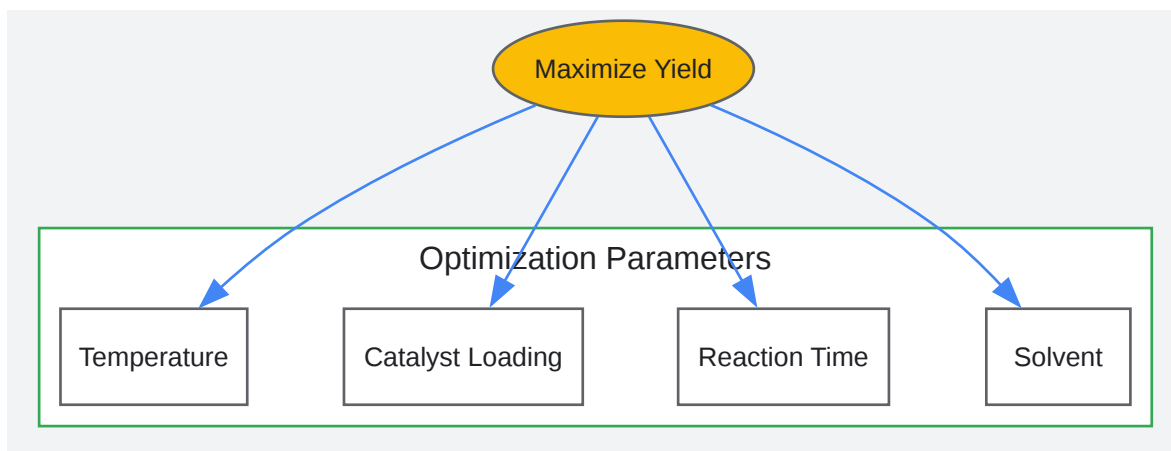 Maximize Yield
Optimization Parameters
Temperature
Catalyst Loading
Reaction Time
Solvent